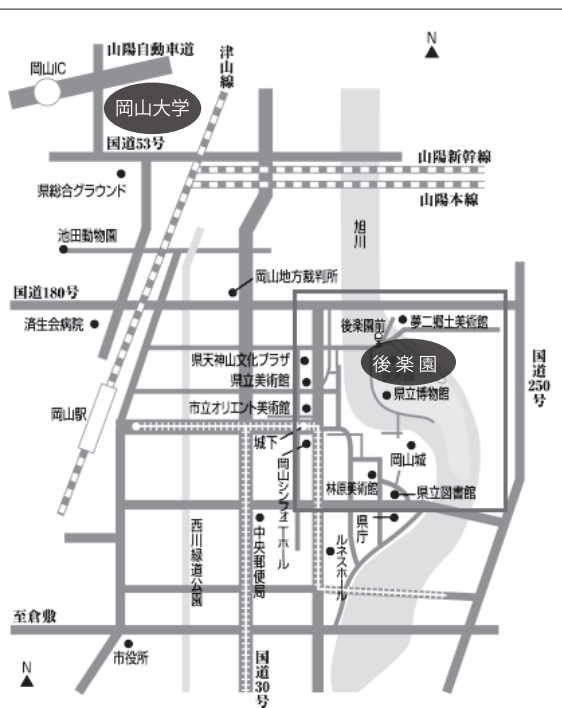 N
山陽自動車道
津山線
岡山IC
岡山大学
国道53号
山陽新幹線
県総合グラウンド
山陽本線
池田動物園
旭川
岡山地方裁判所
国道180号
済生会病院
後楽園前
夢二郷土美術館
県天神山文化プラザ
後楽園
国道250号
県立美術館
県立博物館
市立オリエント美術館
岡山駅
城下
岡山城
岡山シンフォニーホール
林原美術館
県立図書館
西川緑道公園
中央郵便局
県庁
ルネスホール
至倉敷
市役所
国道30号
N